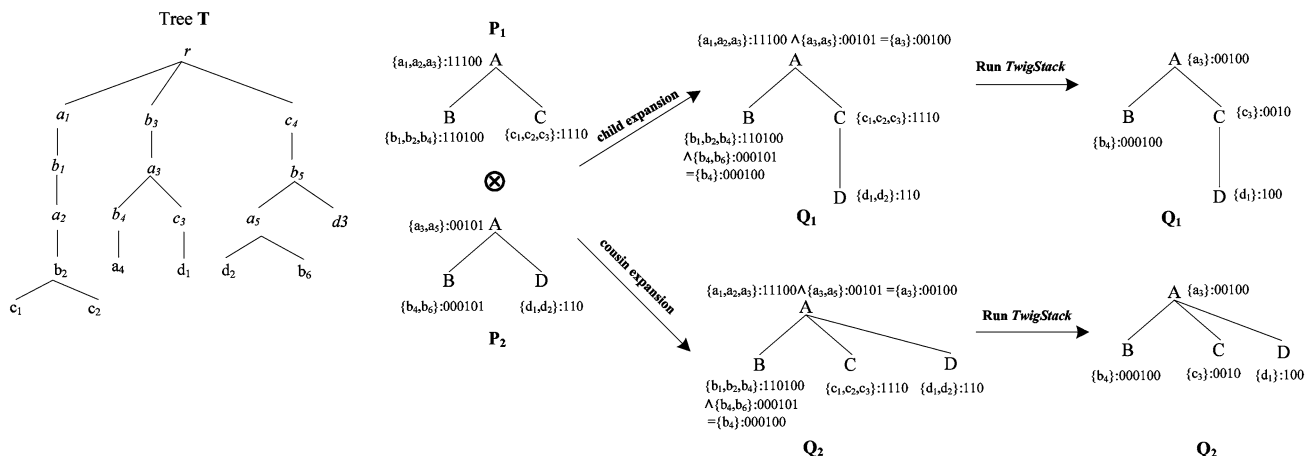 Tree T
r
a1 b3 c4
b1 a3 b5
a2 b4 c3 a5 d3
b2 a4 d1 d2 b6
c1 c2
P1
{a1,a2,a3}:11100 A
B C
{b1,b2,b4}:110100 {c1,c2,c3}:1110
⊗
{a3,a5}:00101 A
B D
{b4,b6}:000101 {d1,d2}:110
P2
child expansion
cousin expansion
{a1,a2,a3}:11100 ∧{a3,a5}:00101 ={a3}:00100
A
B C {c1,c2,c3}:1110
{b1,b2,b4}:110100
∧{b4,b6}:000101
={b4}:000100
D {d1,d2}:110
Q1
Run TwigStack
A {a3}:00100
B C {c3}:0010
{b4}:000100
D {d1}:100
Q1
{a1,a2,a3}:11100∧{a3,a5}:00101 ={a3}:00100
A
B C D
{b1,b2,b4}:110100 {c1,c2,c3}:1110 {d1,d2}:110
∧{b4,b6}:000101
={b4}:000100
Q2
Run TwigStack
A {a3}:00100
B C D
{b4}:000100 {c3}:0010 {d1}:100
Q2